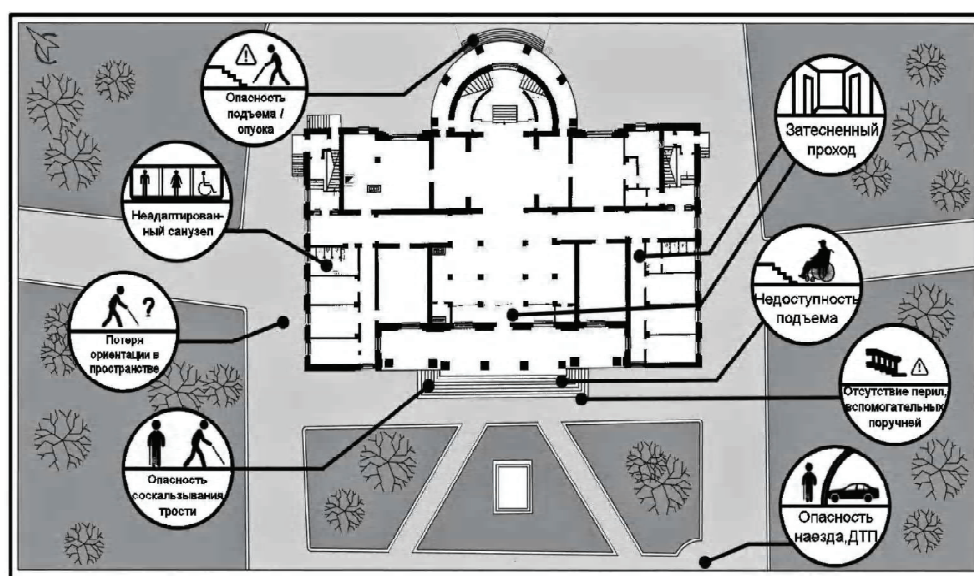 Опасность
подъема /
опуска
Затесненный
проход
Неадаптирован-
ный санузел
Недоступность
подъема
Потеря
ориентации в
пространстве
?
Отсутствие перил,
вспомогательных
поручней
Опасность
соскальзывания
трости
Опасность
наезда,ДТП